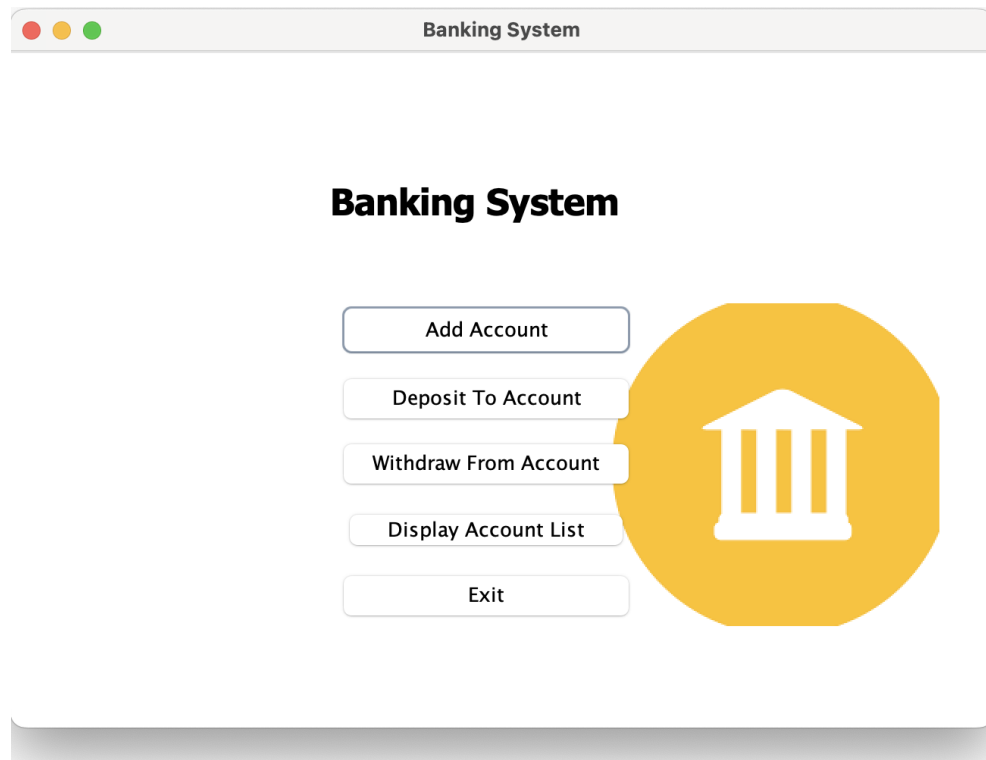 Banking System
Banking System
Add Account
Deposit To Account
Withdraw From Account
Display Account List
Exit